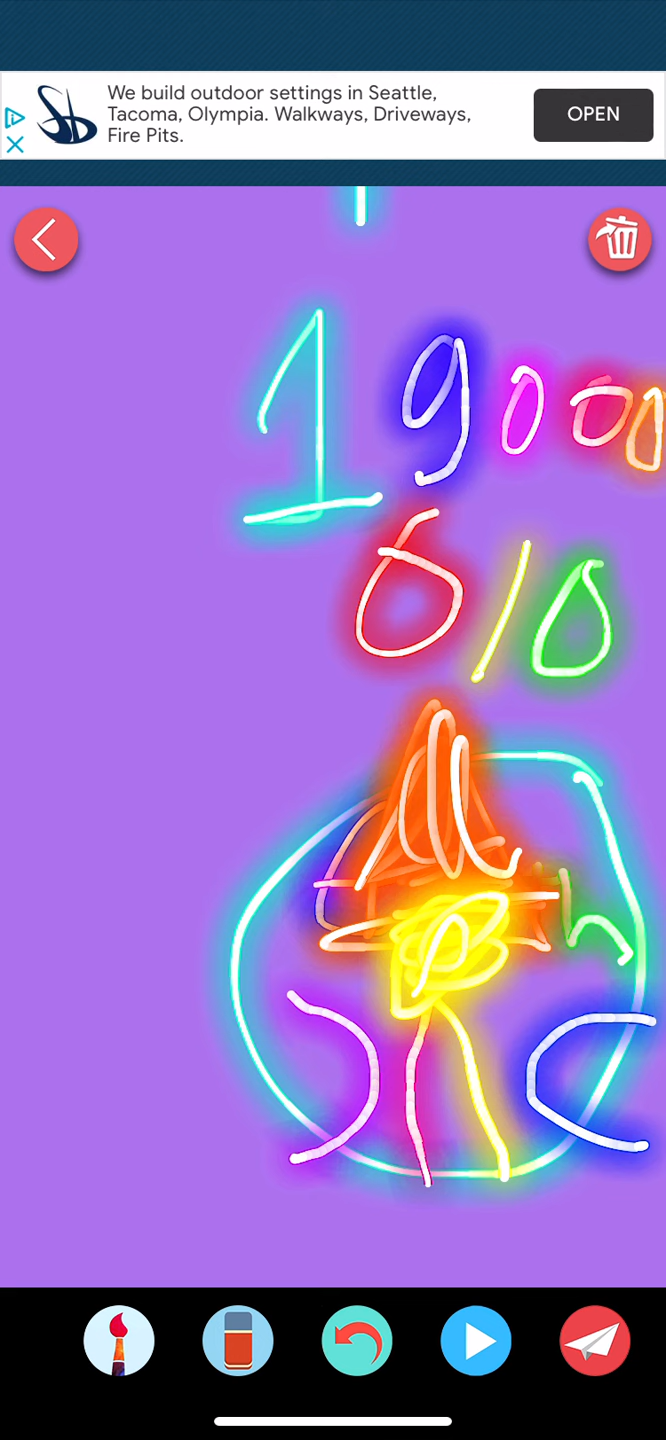 We build outdoor settings in Seattle,
Tacoma, Olympia. Walkways, Driveways,
Fire Pits.
OPEN
19000
6/0